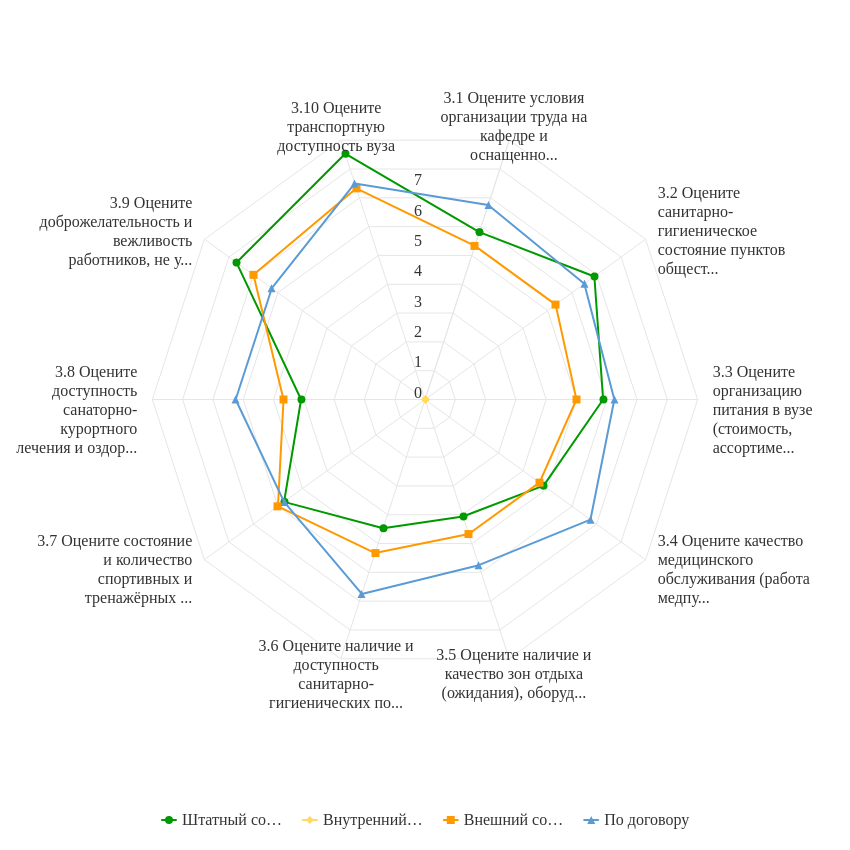 3.10 Оцените
транспортную
доступность вуза
3.1 Оцените условия
организации труда на
кафедре и
оснащенно...
3.2 Оцените
санитарно-
гигиеническое
состояние пунктов
общест...
3.3 Оцените
организацию
питания в вузе
(стоимость,
ассортиме...
3.4 Оцените качество
медицинского
обслуживания (работа
медпу...
3.5 Оцените наличие и
качество зон отдыха
(ожидания), оборуд...
3.6 Оцените наличие и
доступность
санитарно-
гигиенических по...
3.7 Оцените состояние
и количество
спортивных и
тренажёрных ...
3.8 Оцените
доступность
санаторно-
курортного
лечения и оздор...
3.9 Оцените
доброжелательность и
вежливость
работников, не у...
7
6
5
4
3
2
1
0
Штатный со…
Внутренний…
Внешний со…
По договору